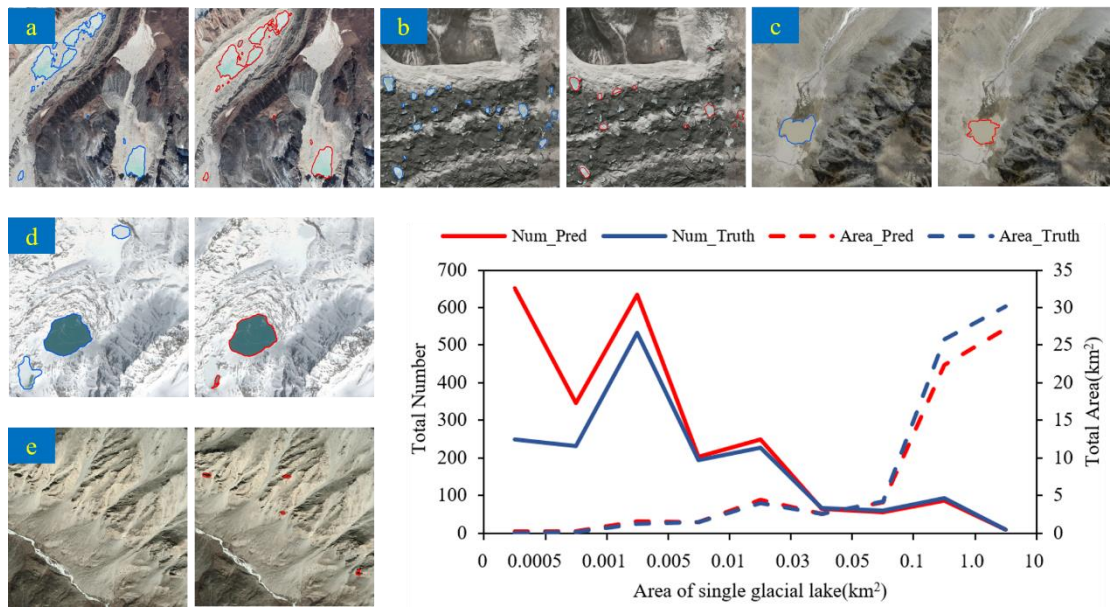 a
b
c
d
e
Num_Pred Num_Truth Area_Pred Area_Truth
700 35
600 30
500 25
400 20
300 15
200 10
100 5
0 0
Total Number
Total Area(km²)
0 0.0005 0.001 0.005 0.01 0.03 0.05 0.1 1.0 10
Area of single glacial lake(km²)